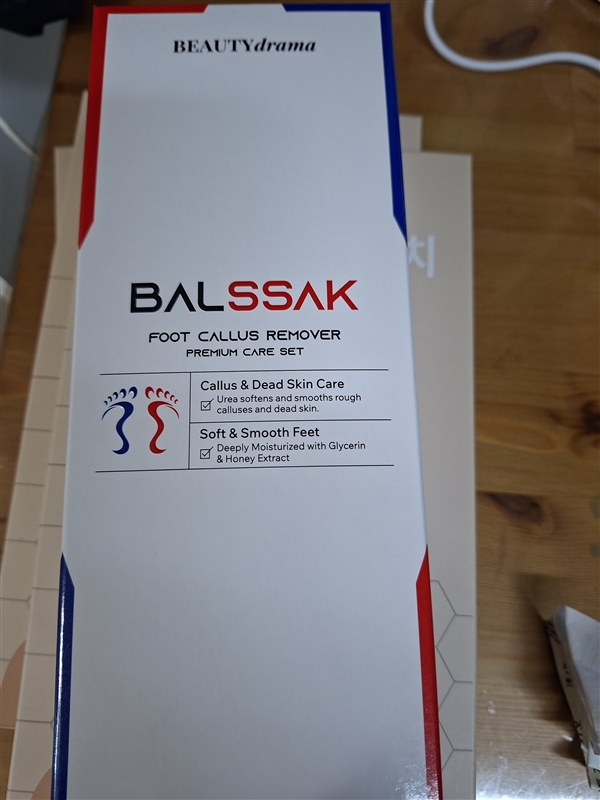 BEAUTYdrama
BALSSAK
FOOT CALLUS REMOVER
PREMIUM CARE SET
Callus & Dead Skin Care
Urea softens and smooths rough
calluses and dead skin.
Soft & Smooth Feet
Deeply Moisturized with Glycerin
& Honey Extract
치